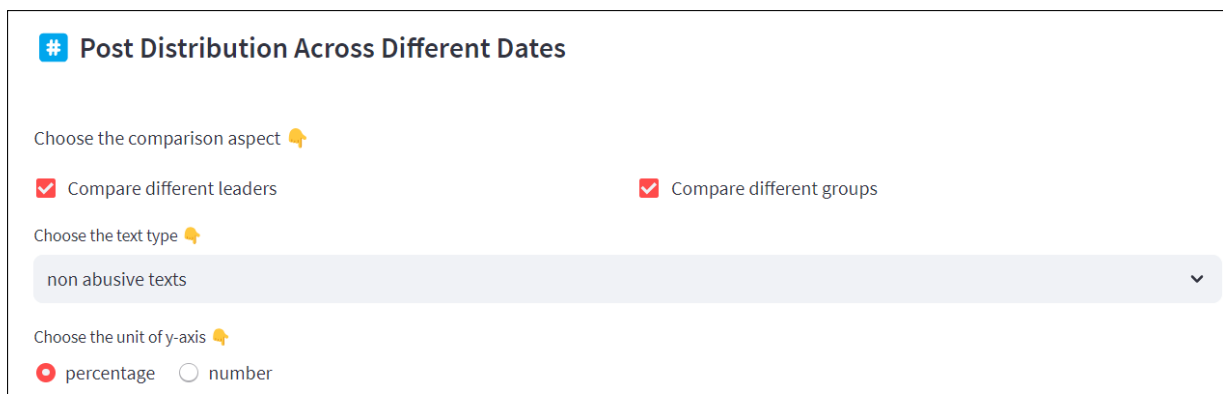 # Post Distribution Across Different Dates
Choose the comparison aspect 👇
Compare different leaders
Compare different groups
Choose the text type 👇
non abusive texts
Choose the unit of y-axis 👇
percentage number